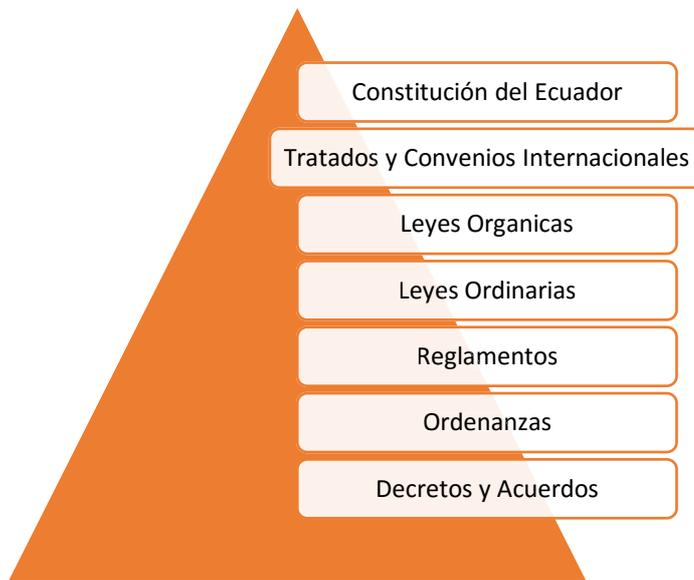 Constitución del Ecuador
Tratados y Convenios Internacionales
Leyes Organicas
Leyes Ordinarias
Reglamentos
Ordenanzas
Decretos y Acuerdos